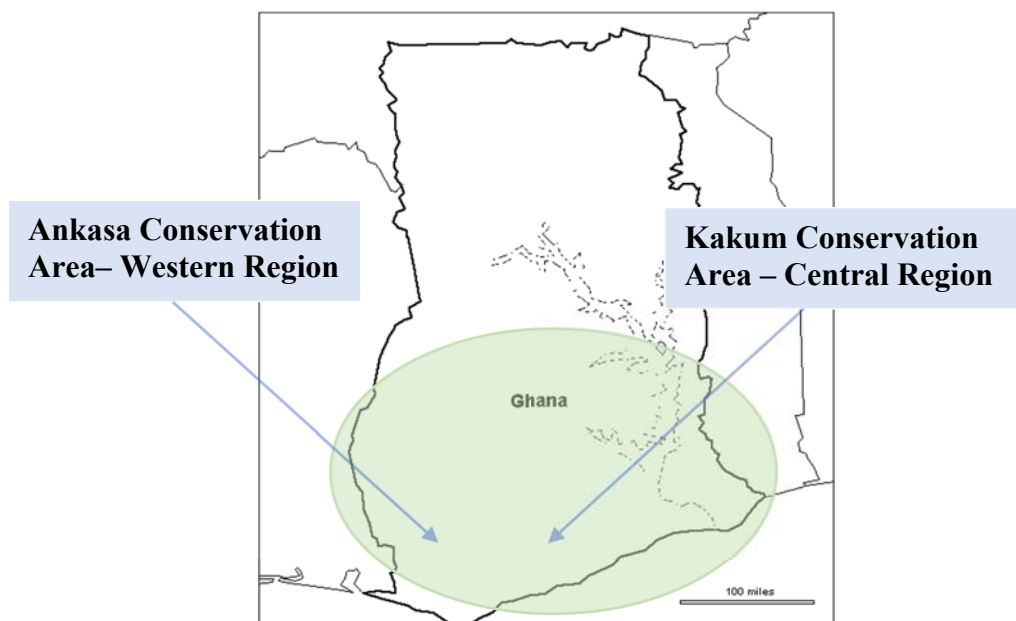 Ankasa Conservation
Area– Western Region
Kakum Conservation
Area – Central Region
Ghana
100 miles